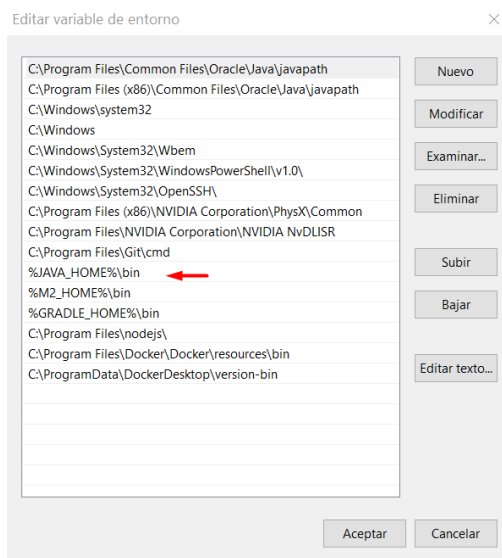 Editar variable de entorno
C:\Program Files\Common Files\Oracle\Java\javapath
C:\Program Files (x86)\Common Files\Oracle\Java\javapath
C:\Windows\system32
C:\Windows
C:\Windows\System32\Wbem
C:\Windows\System32\WindowsPowerShell\v1.0\
C:\Windows\System32\OpenSSH\
C:\Program Files (x86)\NVIDIA Corporation\PhysX\Common
C:\Program Files\NVIDIA Corporation\NVIDIA NvDLISR
C:\Program Files\Git\cmd
%JAVA_HOME%\bin
%M2_HOME%\bin
%GRADLE_HOME%\bin
C:\Program Files\nodejs\
C:\Program Files\Docker\Docker\resources\bin
C:\ProgramData\DockerDesktop\version-bin
Nuevo
Modificar
Examinar...
Eliminar
Subir
Bajar
Editar texto...
Aceptar
Cancelar